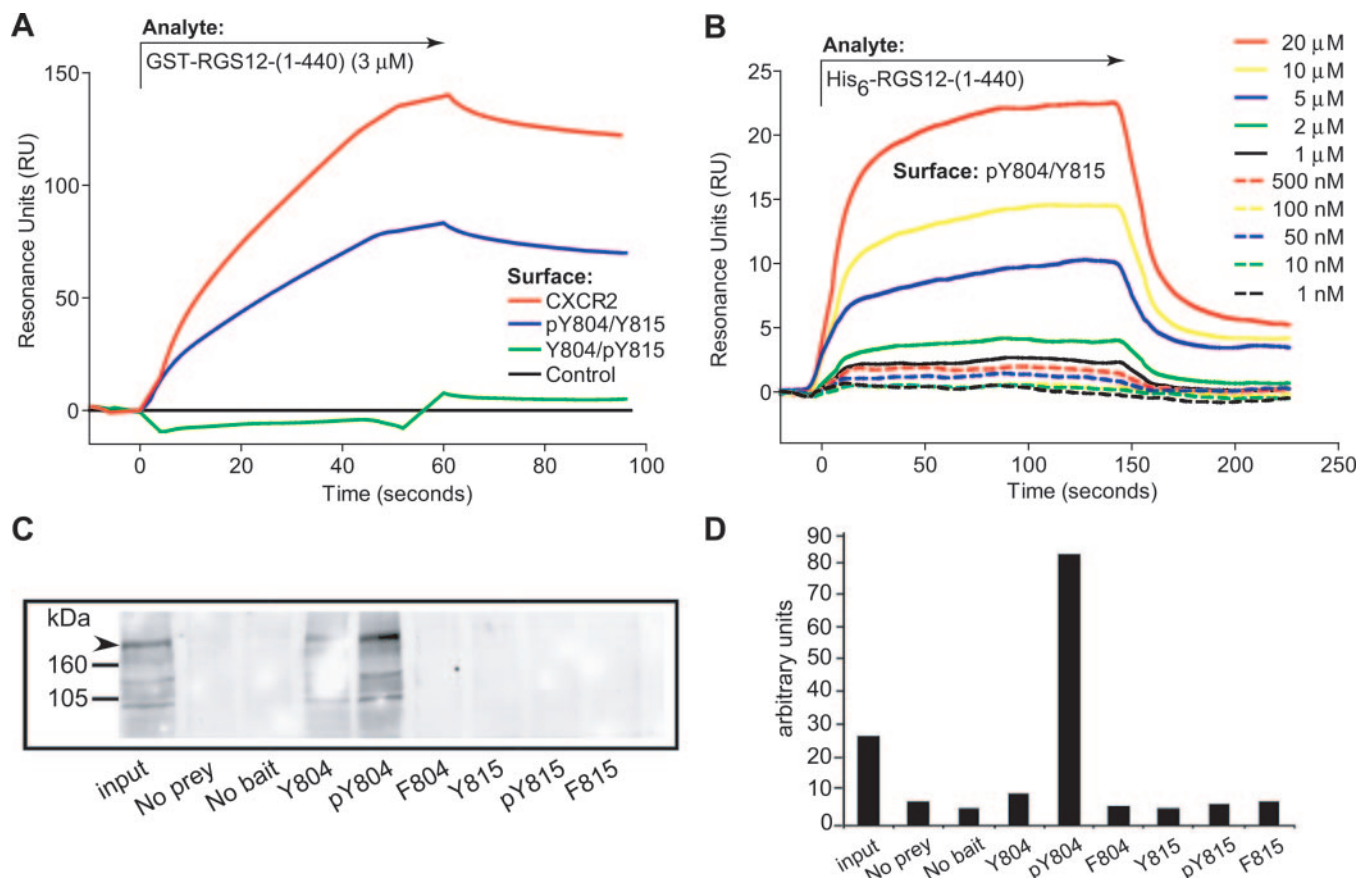 A
Analyte:
GST-RGS12-(1-440) (3 µM)
150
100
50
0
Resonance Units (RU)
Surface:
CXCR2
pY804/Y815
Y804/pY815
Control
0
20
40
60
80
100
Time (seconds)
B
Analyte:
His6-RGS12-(1-440)
25
20
15
10
5
0
Resonance Units (RU)
Surface: pY804/Y815
20 µM
10 µM
5 µM
2 µM
1 µM
500 nM
100 nM
50 nM
10 nM
1 nM
0
50
100
150
200
250
Time (seconds)
C
kDa
160
105
input
No prey
No bait
Y804
pY804
F804
Y815
pY815
F815
D
90
80
70
60
50
40
30
20
10
0
arbitrary units
input
No prey
No bait
Y804
pY804
F804
Y815
pY815
F815